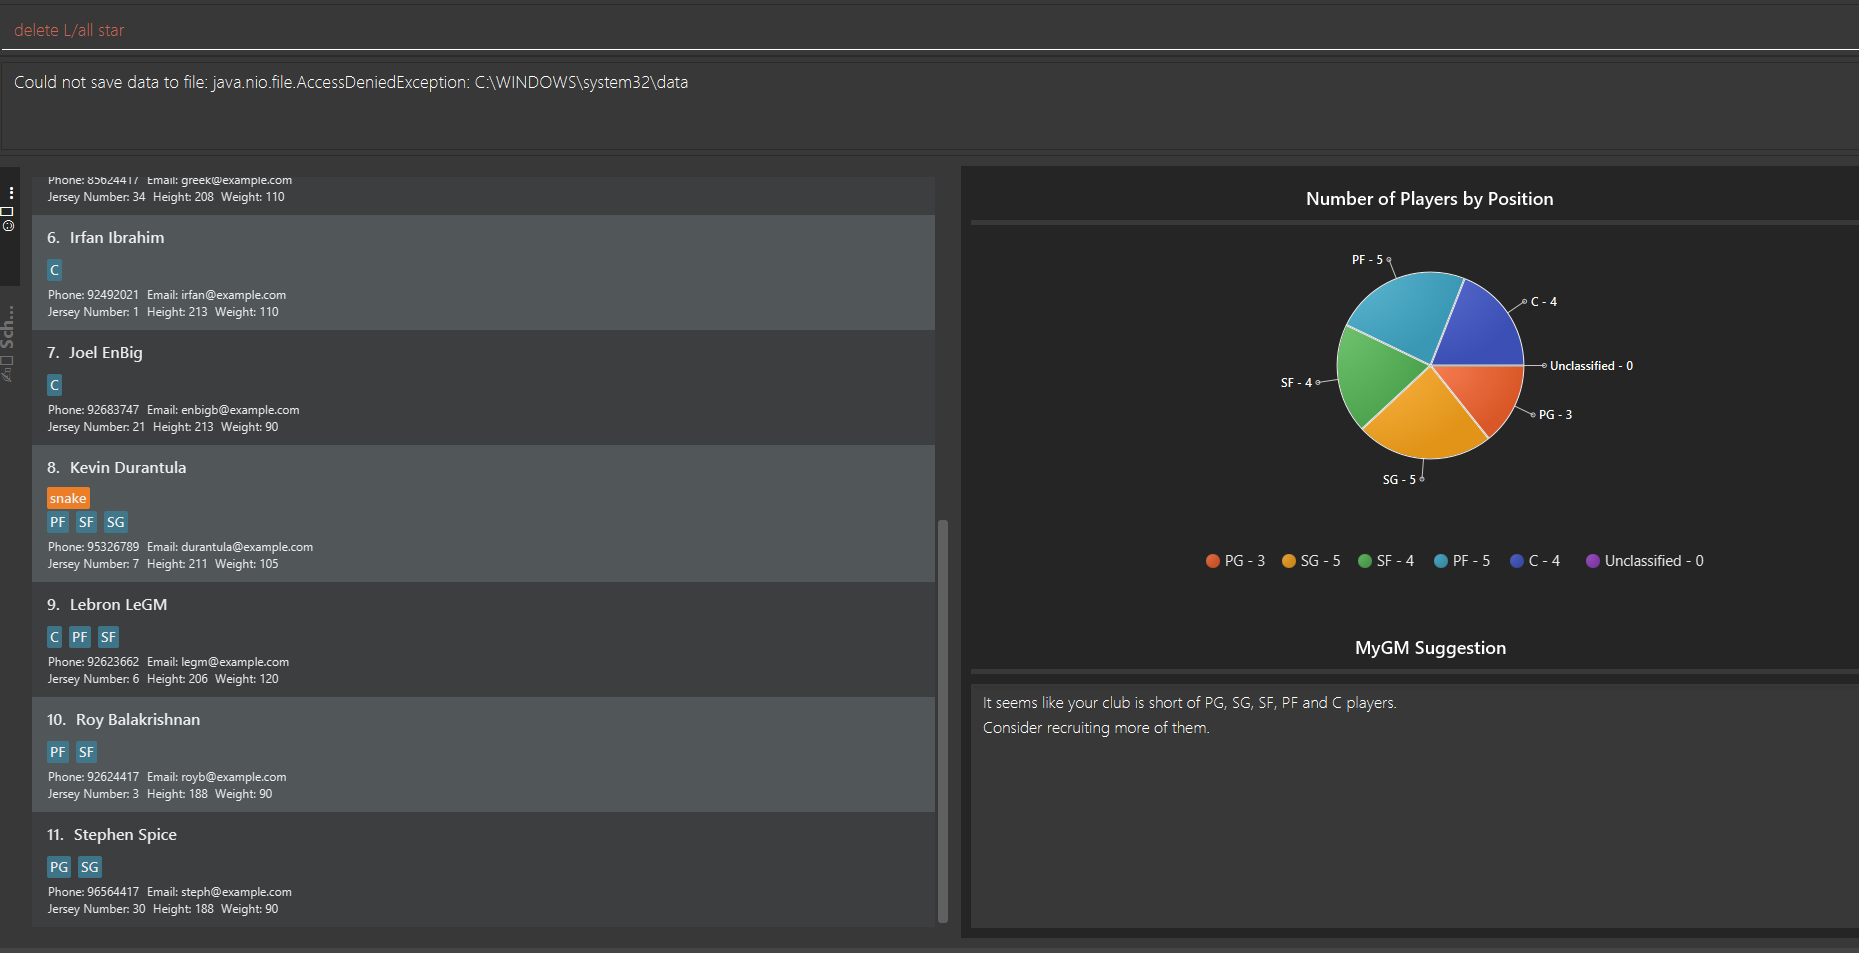 delete L/all star
Could not save data to file: java.nio.file.AccessDeniedException: C:\WINDOWS\system32\data
Sch...
Phone: 85624417 Email: greek@example.com
Jersey Number: 34 Height: 208 Weight: 110
6. Irfan Ibrahim
C
Phone: 92492021 Email: irfan@example.com
Jersey Number: 1 Height: 213 Weight: 110
7. Joel EnBig
C
Phone: 92683747 Email: enbigb@example.com
Jersey Number: 21 Height: 213 Weight: 90
8. Kevin Durantula
snake
PF SF SG
Phone: 95326789 Email: durantula@example.com
Jersey Number: 7 Height: 211 Weight: 105
9. Lebron LeGM
C PF SF
Phone: 92623662 Email: legm@example.com
Jersey Number: 6 Height: 206 Weight: 120
10. Roy Balakrishnan
PF SF
Phone: 92624417 Email: royb@example.com
Jersey Number: 3 Height: 188 Weight: 90
11. Stephen Spice
PG SG
Phone: 96564417 Email: steph@example.com
Jersey Number: 30 Height: 188 Weight: 90
Number of Players by Position
PF - 5
C - 4
Unclassified - 0
SF - 4
PG - 3
SG - 5
PG - 3 SG - 5 SF - 4 PF - 5 C - 4 Unclassified - 0
MyGM Suggestion
It seems like your club is short of PG, SG, SF, PF and C players.
Consider recruiting more of them.